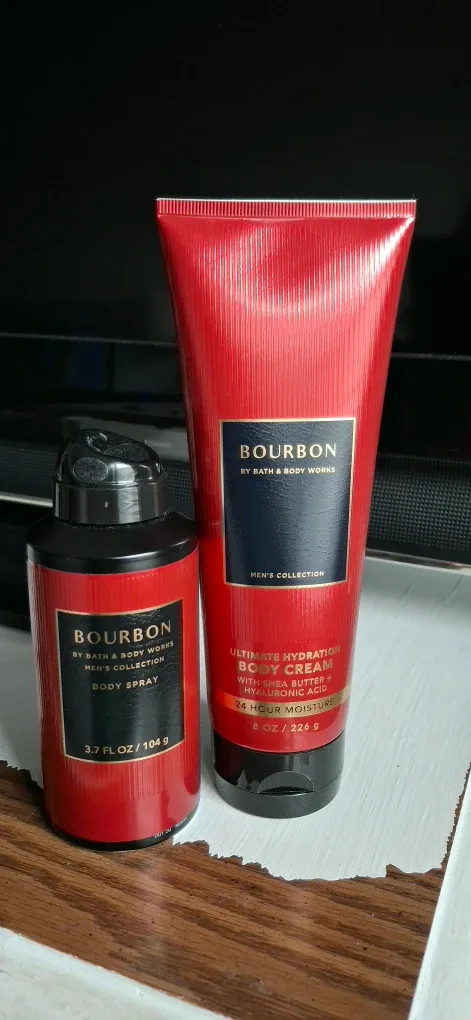 BOURBON
BY BATH & BODY WORKS
MEN'S COLLECTION
ULTIMATE HYDRATION
BODY CREAM
WITH SHEA BUTTER +
HYALURONIC ACID
24 HOUR MOISTURE
8 OZ / 226 g
BOURBON
BY BATH & BODY WORKS
MEN'S COLLECTION
BODY SPRAY
3.7 FL OZ / 104 g